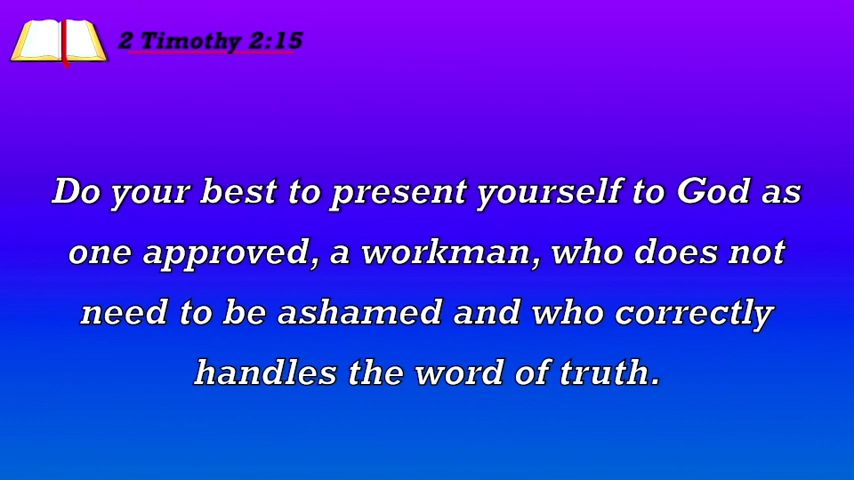 2 Timothy 2:15
Do your best to present yourself to God as
one approved, a workman, who does not
need to be ashamed and who correctly
handles the word of truth.